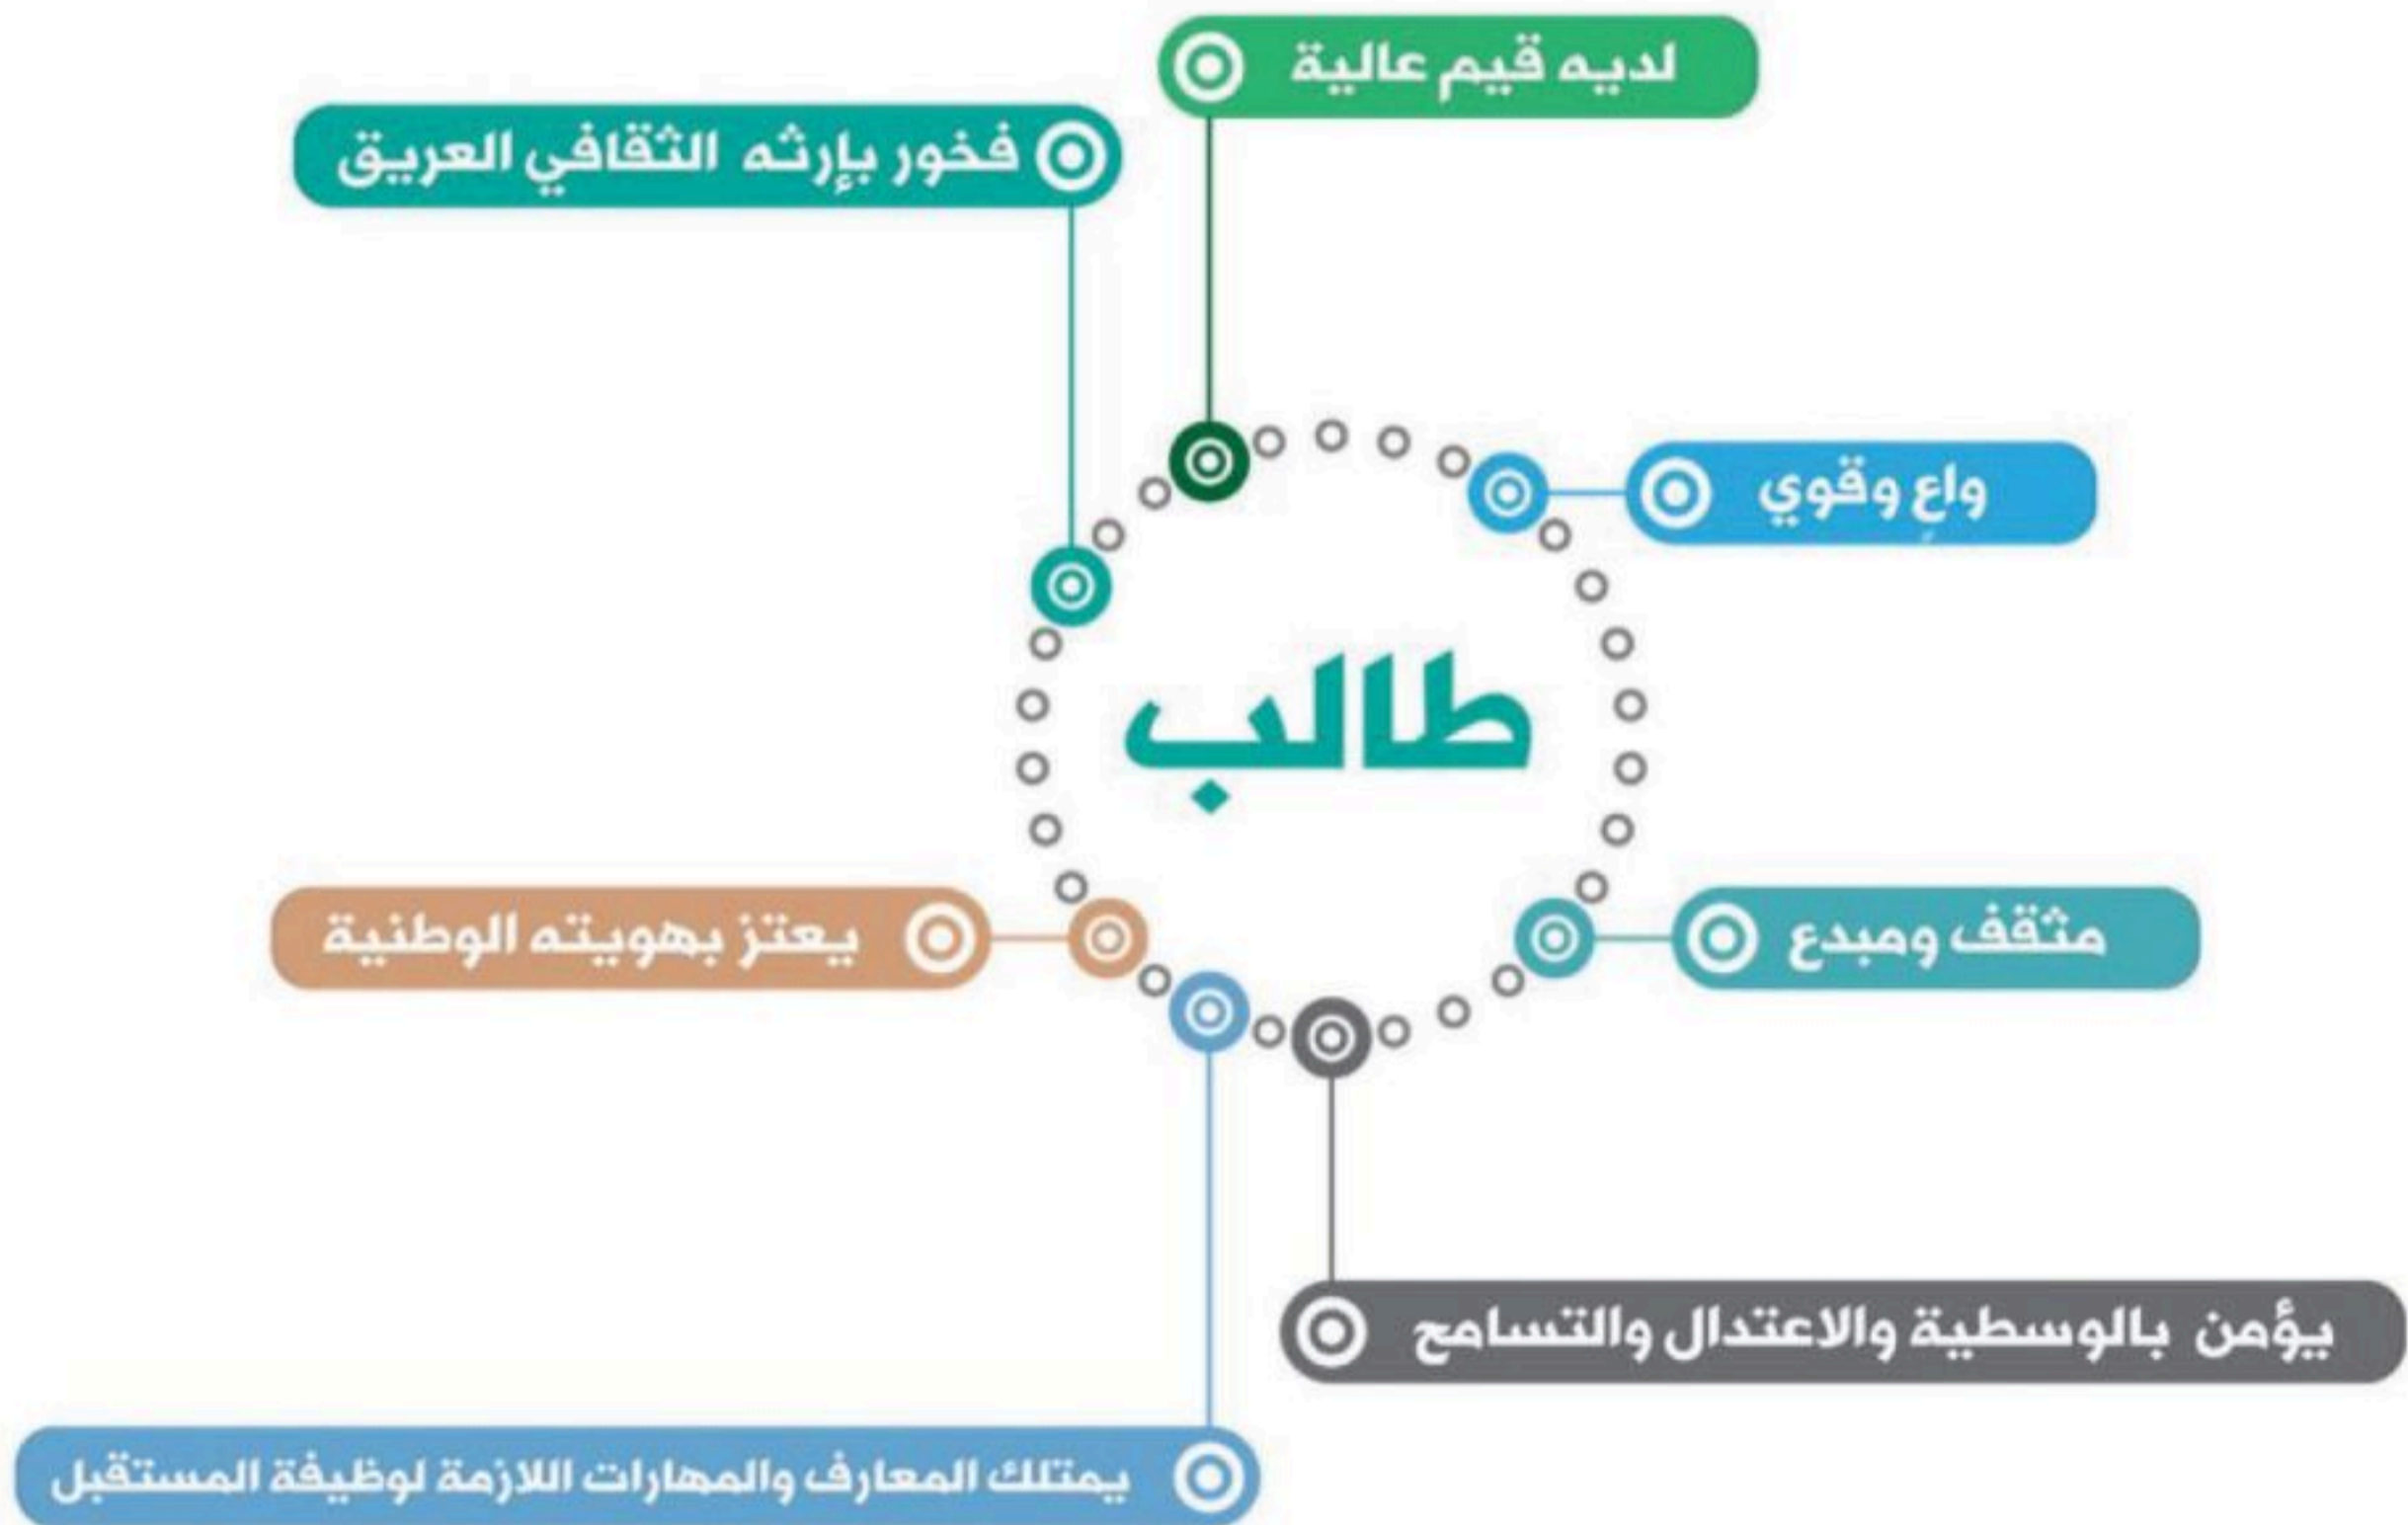 لديه قيم عالية
فخور بإرثه الثقافي العريق
واعٍ وقوي
طالب
يعتز بهويته الوطنية
مثقف ومبدع
يؤمن بالوسطية والاعتدال والتسامح
يمتلك المعارف والمهارات اللازمة لوظيفة المستقبل